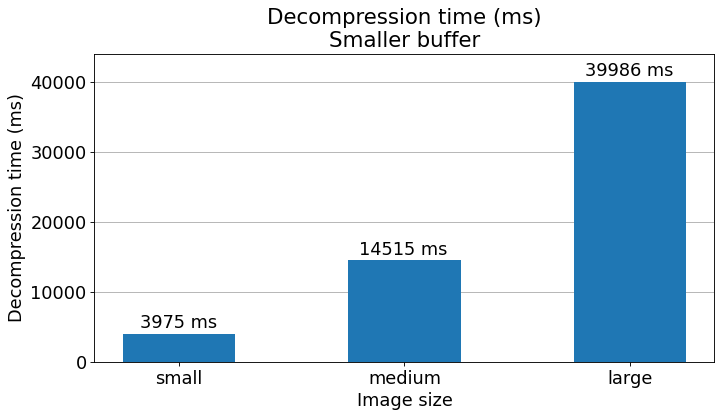 Decompression time (ms)
Smaller buffer
Decompression time (ms)
40000
30000
20000
10000
0
3975 ms
14515 ms
39986 ms
small
medium
large
Image size